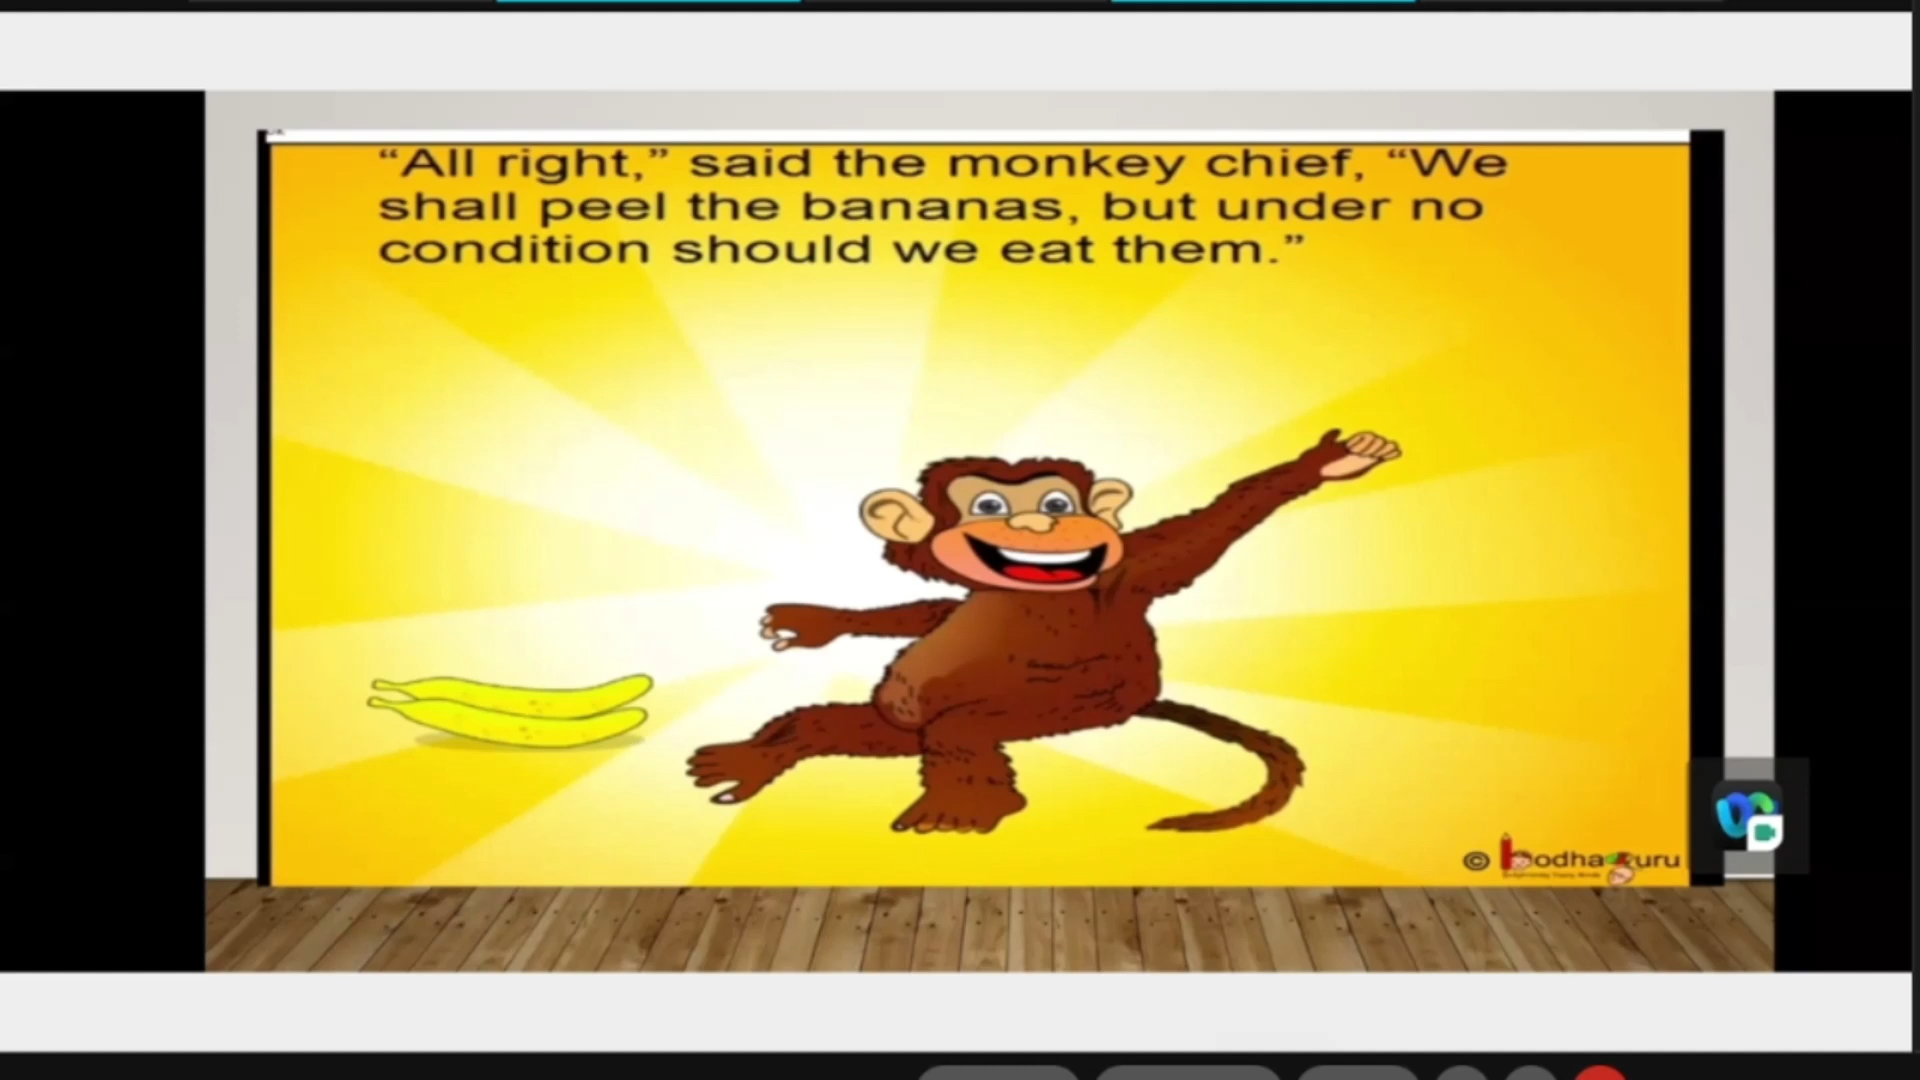 “All right,” said the monkey chief, “We
shall peel the bananas, but under no
condition should we eat them.”
© BodhaGuru